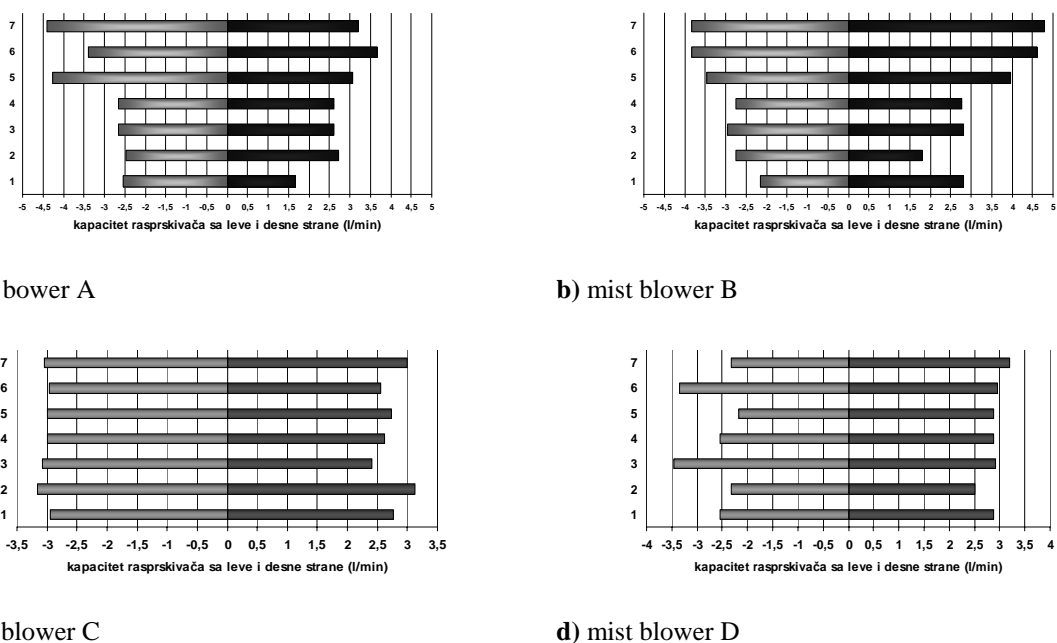 7
6
5
4
3
2
1
-5 -4,5 -4 -3,5 -3 -2,5 -2 -1,5 -1 -0,5 0 0,5 1 1,5 2 2,5 3 3,5 4 4,5 5
kapacitet rasprskivača sa leve i desne strane (l/min)
7
6
5
4
3
2
1
-5 -4,5 -4 -3,5 -3 -2,5 -2 -1,5 -1 -0,5 0 0,5 1 1,5 2 2,5 3 3,5 4 4,5 5
kapacitet rasprskivača sa leve i desne strane (l/min)
bower A
b) mist blower B
7
6
5
4
3
2
1
-3,5 -3 -2,5 -2 -1,5 -1 -0,5 0 0,5 1 1,5 2 2,5 3 3,5
kapacitet rasprskivača sa leve i desne strane (l/min)
7
6
5
4
3
2
1
-4 -3,5 -3 -2,5 -2 -1,5 -1 -0,5 0 0,5 1 1,5 2 2,5 3 3,5 4
kapacitet rasprskivača sa leve i desne strane (l/min)
blower C
d) mist blower D